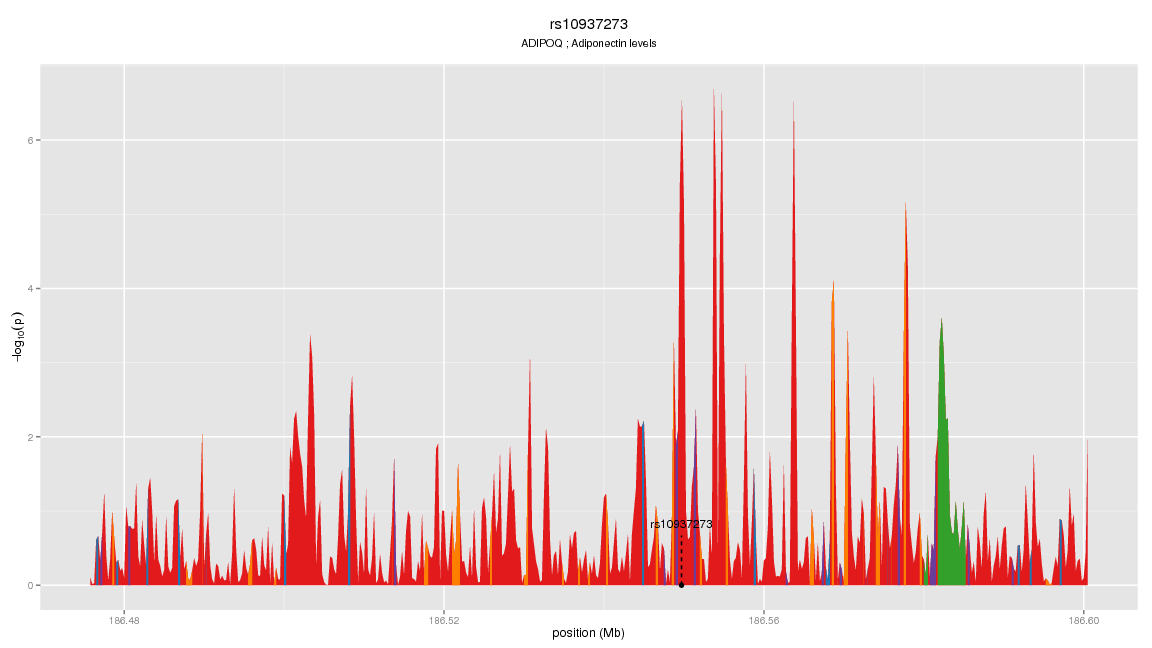 rs10937273
ADIPOQ ; Adiponectin levels
6
4
2
0
−log₁₀(p)
rs10937273
186.48
186.52
186.56
186.60
position (Mb)